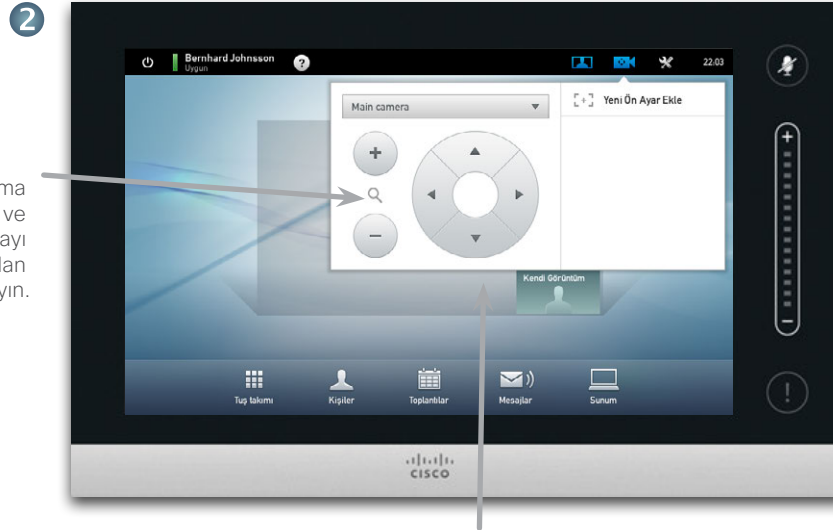 2
Bernhard Johnsson
Uygun
?
22:03
Main camera
Yeni Ön Ayar Ekle
+
−
ma
ve
ayı
dan
yın.
Kendi Görüntüm
Tuş takımı
Kişiler
Toplantılar
Mesajlar
Sunum
+
−
!
CISCO